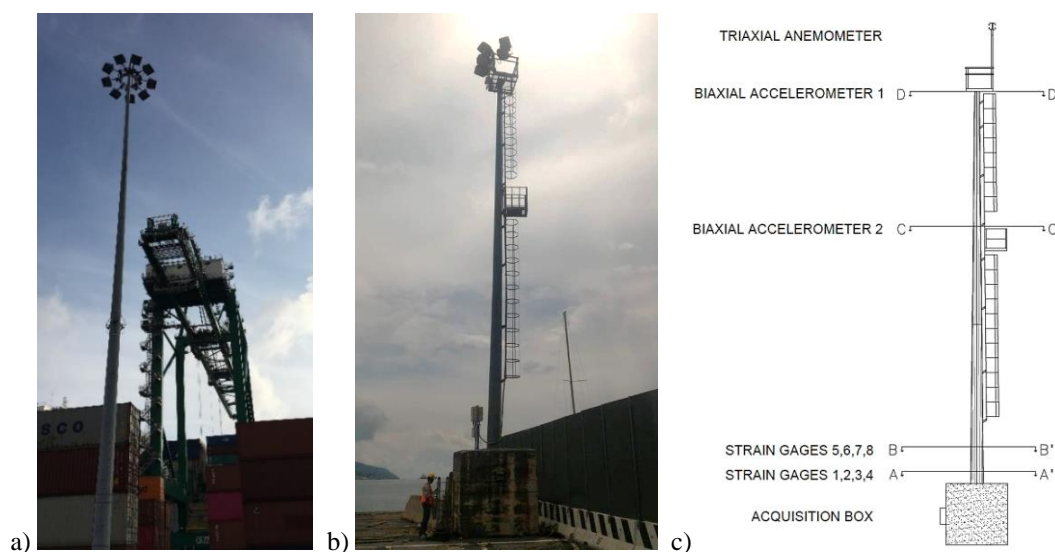 TRIAXIAL ANEMOMETER
BIAXIAL ACCELEROMETER 1 D D
SCO
BIAXIAL ACCELEROMETER 2 C C
STRAIN GAGES 5,6,7,8 B B'
STRAIN GAGES 1,2,3,4 A A'
ACQUISITION BOX
a) b) c)